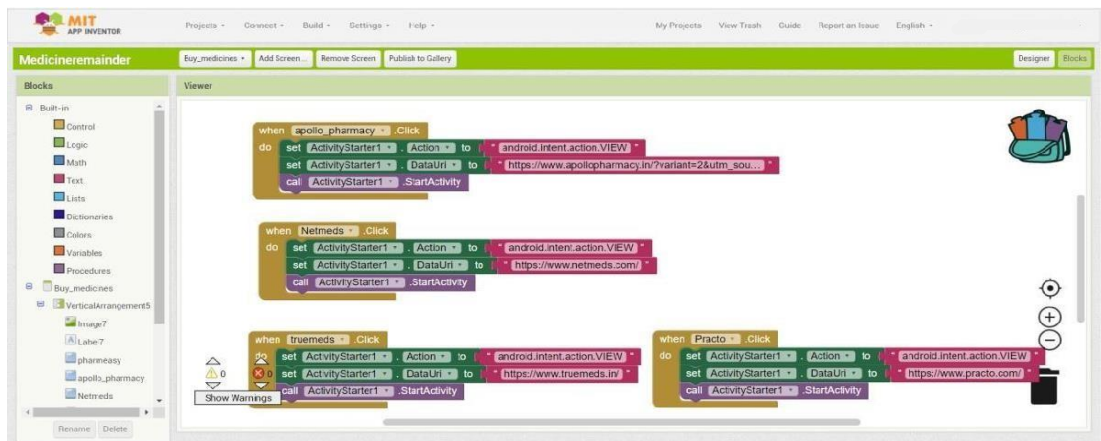 MIT
APP INVENTOR
Projects Connect Build Settings Help My Projects View Trash Guide Report an Issue English
Medicineremainder
Buy_medicines Add Screen... Remove Screen Publish to Gallery Designer Blocks
Blocks
Viewer
Built-in
Control
Logic
Math
Text
Lists
Dictionaries
Colors
Variables
Procedures
Buy_medicines
VerticalArrangement5
Image7
Label7
pharmeasy
apollo_pharmacy
Netmeds
Rename Delete
when apollo_pharmacy .Click
do set ActivityStarter1 . Action to " android.intent.action.VIEW "
set ActivityStarter1 . DataUri to " https://www.apollopharmacy.in/?variant=2&utm_sou... "
call ActivityStarter1 .StartActivity
when Netmeds .Click
do set ActivityStarter1 . Action to " android.intent.action.VIEW "
set ActivityStarter1 . DataUri to " https://www.netmeds.com/ "
call ActivityStarter1 .StartActivity
when truemeds .Click
do set ActivityStarter1 . Action to " android.intent.action.VIEW "
set ActivityStarter1 . DataUri to " https://www.truemeds.in/ "
call ActivityStarter1 .StartActivity
when Practo .Click
do set ActivityStarter1 . Action to " android.intent.action.VIEW "
set ActivityStarter1 . DataUri to " https://www.practo.com/ "
call ActivityStarter1 .StartActivity
0 0
Show Warnings